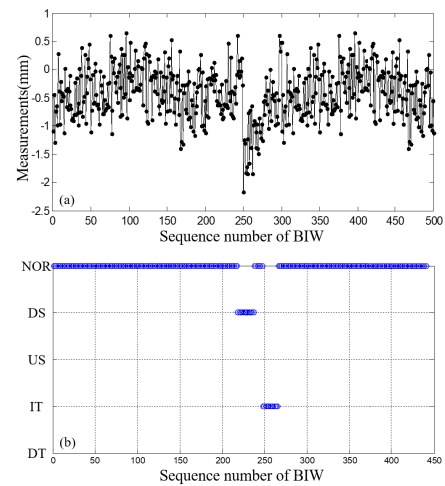 1
0.5
0
-0.5
-1
-1.5
-2
-2.5
Measurements(mm)
(a)
0 50 100 150 200 250 300 350 400 450 500
Sequence number of BIW
NOR
DS
US
IT
DT
(b)
0 50 100 150 200 250 300 350 400 450
Sequence number of BIW